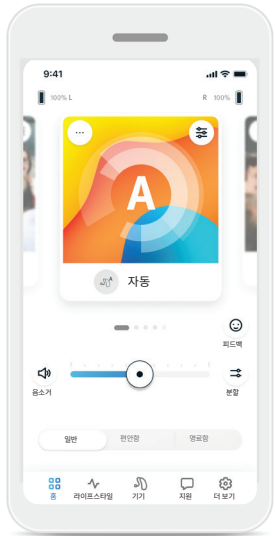 9:41
100% L
R 100%
A
자동
피드백
음소거
분할
일반
편안함
명료함
홈
라이프스타일
기기
지원
더 보기